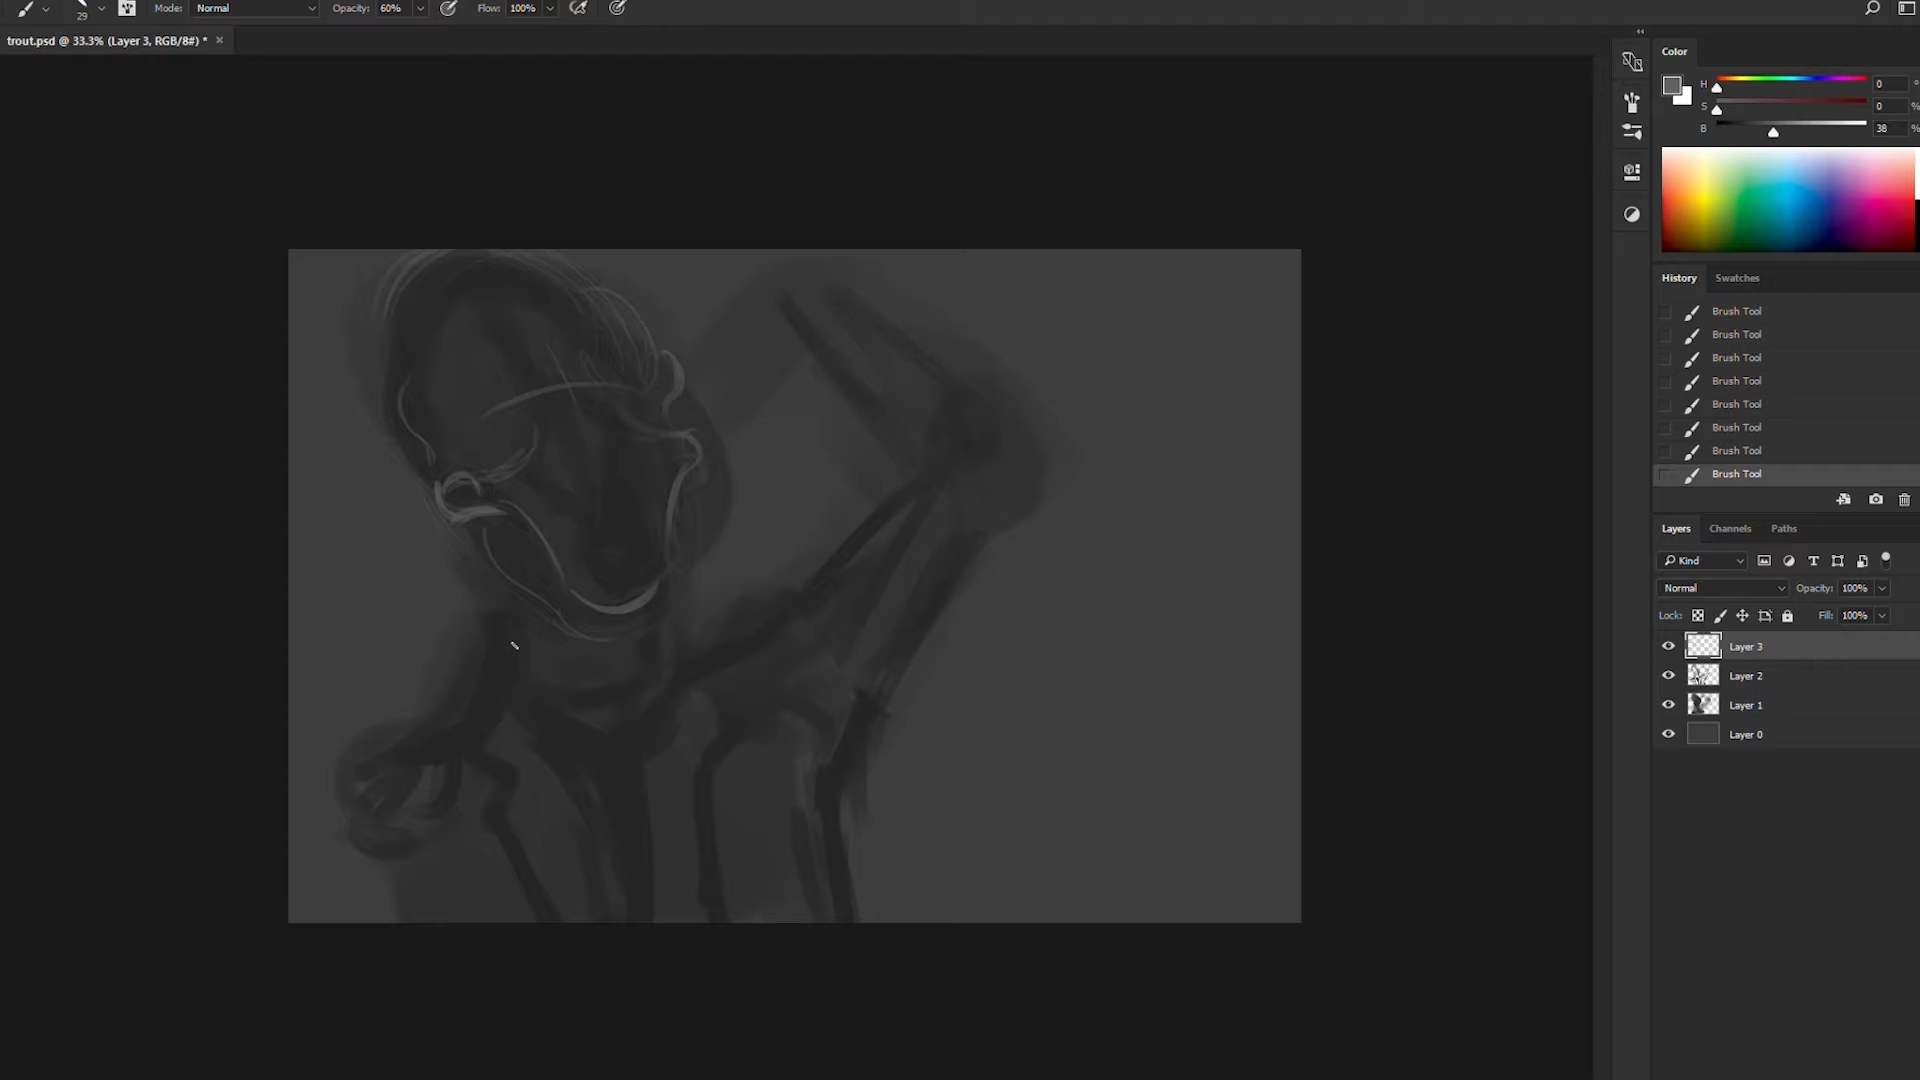 29 Mode: Normal Opacity: 60% Flow: 100%
trout.psd @ 33.3% (Layer 3, RGB/8#) * ×
Color
H 0 °
S 0 %
B 38 %
History Swatches
Brush Tool
Brush Tool
Brush Tool
Brush Tool
Brush Tool
Brush Tool
Brush Tool
Brush Tool
Layers Channels Paths
Kind
Normal Opacity: 100%
Lock: Fill: 100%
Layer 3
Layer 2
Layer 1
Layer 0